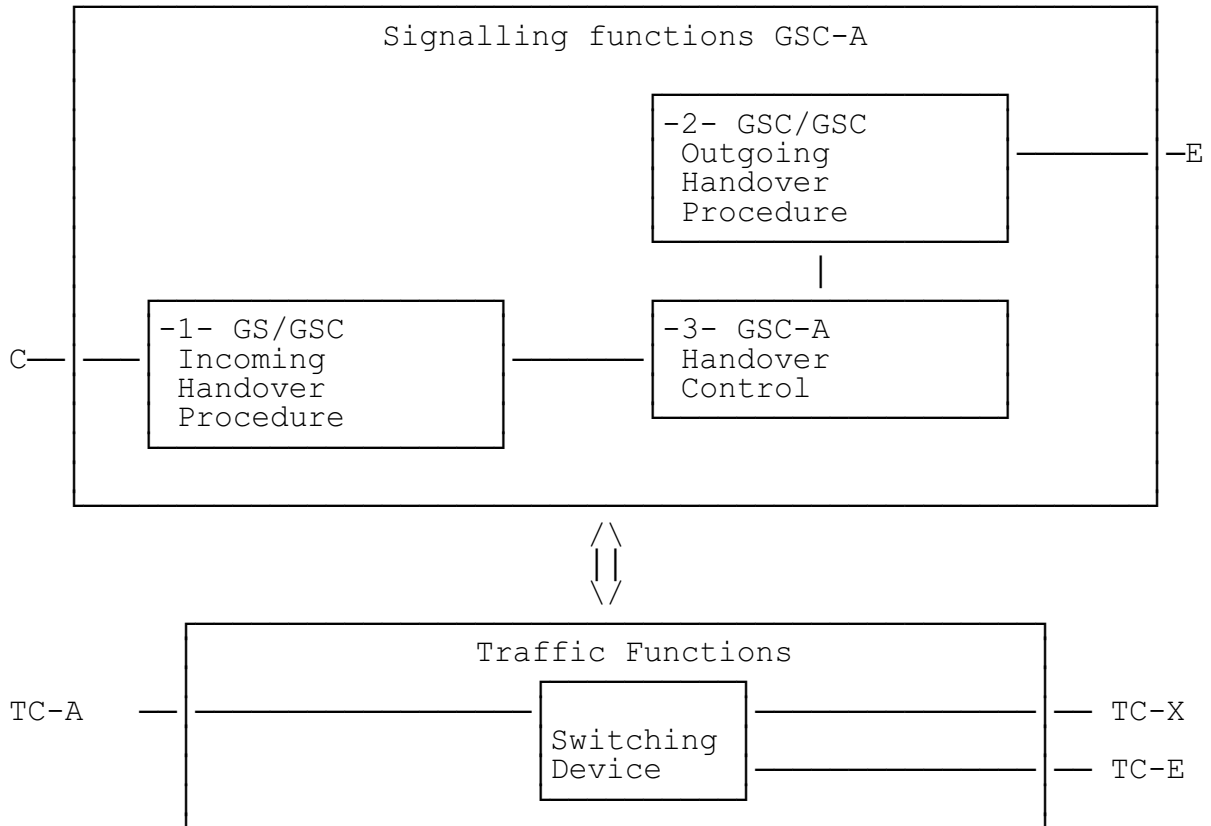 Signalling functions GSC-A
-2- GSC/GSC
Outgoing
Handover
Procedure
E
-1- GS/GSC
Incoming
Handover
Procedure
C
-3- GSC-A
Handover
Control
Traffic Functions
TC-A
Switching
Device
TC-X
TC-E